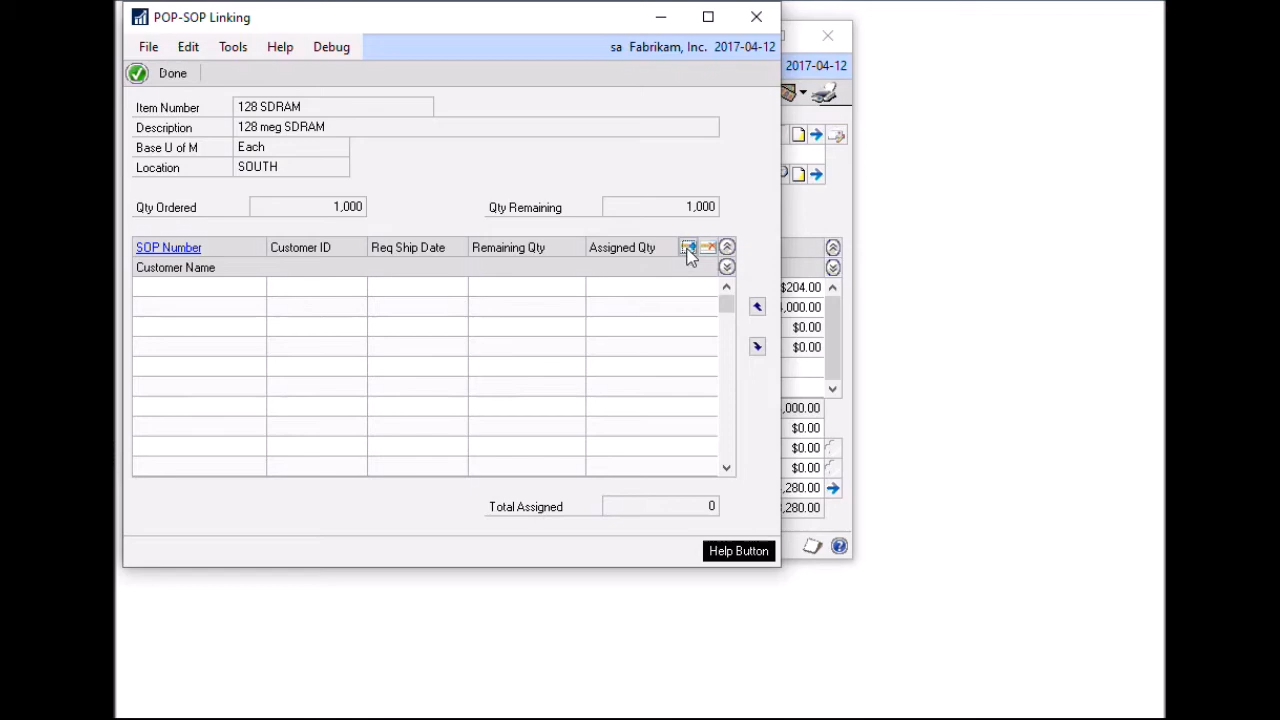 POP-SOP Linking
File Edit Tools Help Debug sa Fabrikam, Inc. 2017-04-12
2017-04-12
Done
Item Number 128 SDRAM
Description 128 meg SDRAM
Base U of M Each
Location SOUTH
Qty Ordered 1,000 Qty Remaining 1,000
SOP Number Customer ID Req Ship Date Remaining Qty Assigned Qty
Customer Name
$204.00
,000.00
$0.00
$0.00
,000.00
$0.00
$0.00
$0.00
,280.00
,280.00
Total Assigned 0
Help Button